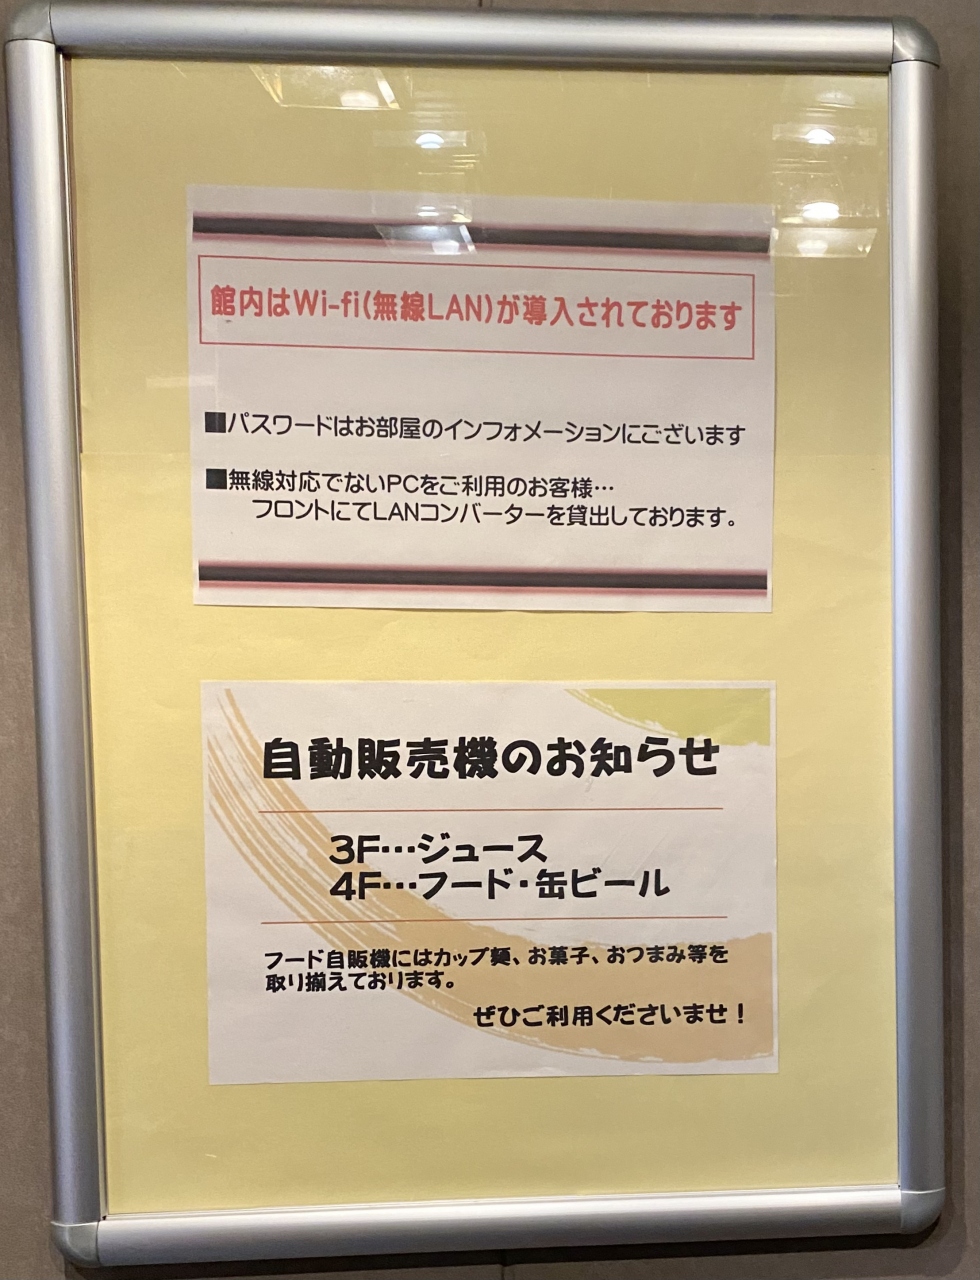 館内はWi-fi(無線LAN)が導入されております
■パスワードはお部屋のインフォメーションにございます
■無線対応でないPCをご利用のお客様…
フロントにてLANコンバーターを貸出しております。
自動販売機のお知らせ
3F…ジュース
4F…フード・缶ビール
フード自販機にはカップ麺、お菓子、おつまみ等を
取り揃えております。
ぜひご利用くださいませ！